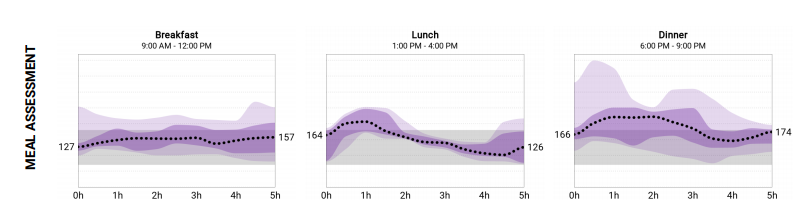 MEAL ASSESSMENT
Breakfast
9:00 AM - 12:00 PM
127
157
0h 1h 2h 3h 4h 5h
Lunch
1:00 PM - 4:00 PM
164
126
0h 1h 2h 3h 4h 5h
Dinner
6:00 PM - 9:00 PM
166
174
0h 1h 2h 3h 4h 5h